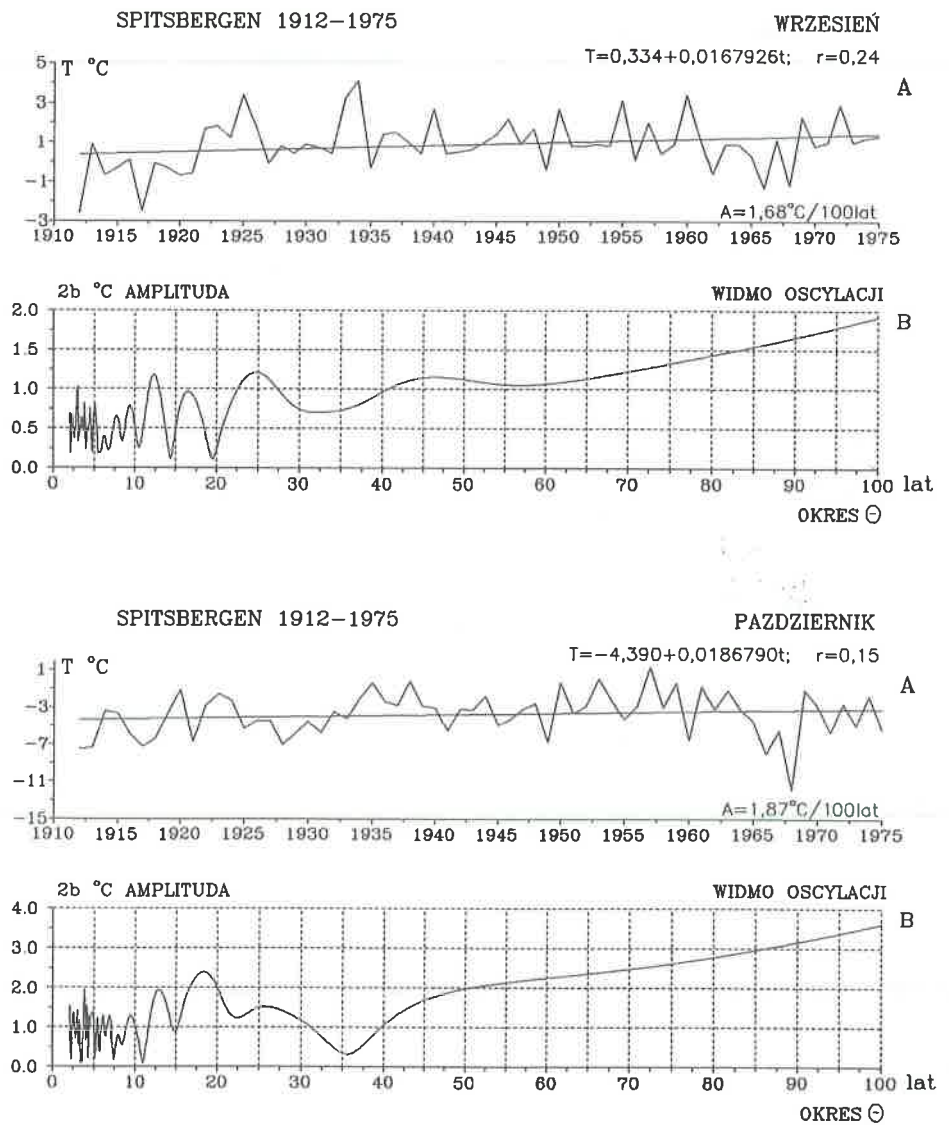 SPITSBERGEN 1912–1975 WRZESIEŃ
T=0,334+0,0167926t; r=0,24
T °C
A
5
3
1
−1
−3
A=1,68°C/100lat
1910 1915 1920 1925 1930 1935 1940 1945 1950 1955 1960 1965 1970 1975
2b °C AMPLITUDA WIDMO OSCYLACJI
B
2.0
1.5
1.0
0.5
0.0
0 10 20 30 40 50 60 70 80 90 100 lat
OKRES Θ
SPITSBERGEN 1912–1975 PAZDZIERNIK
T=−4,390+0,0186790t; r=0,15
T °C
A
1
−3
−7
−11
−15
A=1,87°C/100lat
1910 1915 1920 1925 1930 1935 1940 1945 1950 1955 1960 1965 1970 1975
2b °C AMPLITUDA WIDMO OSCYLACJI
B
4.0
3.0
2.0
1.0
0.0
0 10 20 30 40 50 60 70 80 90 100 lat
OKRES Θ